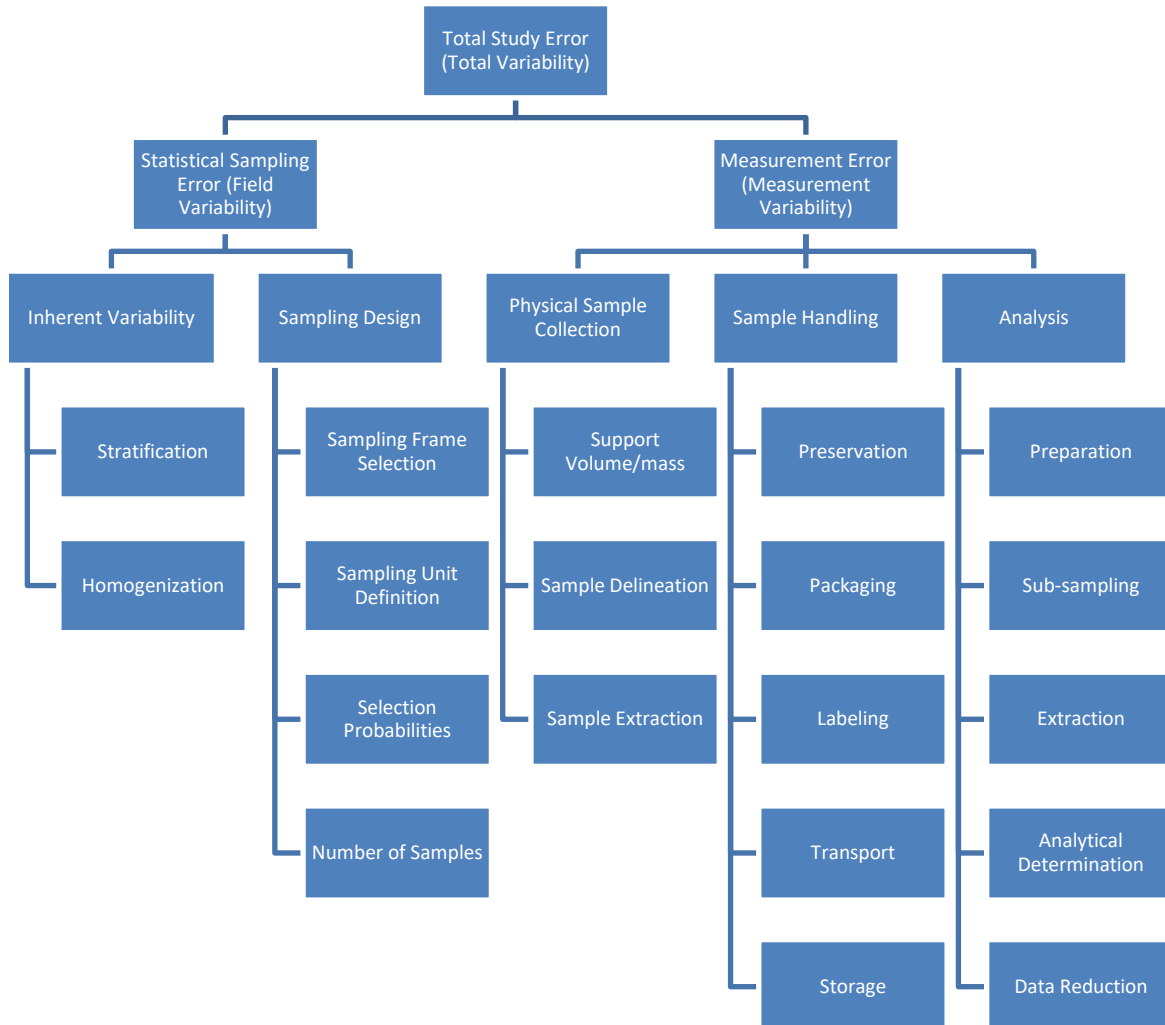 Total Study Error
(Total Variability)
Statistical Sampling
Error (Field
Variability)
Measurement Error
(Measurement
Variability)
Inherent Variability
Sampling Design
Physical Sample
Collection
Sample Handling
Analysis
Stratification
Sampling Frame
Selection
Support
Volume/mass
Preservation
Preparation
Homogenization
Sampling Unit
Definition
Sample Delineation
Packaging
Sub-sampling
Selection
Probabilities
Sample Extraction
Labeling
Extraction
Number of Samples
Transport
Analytical
Determination
Storage
Data Reduction